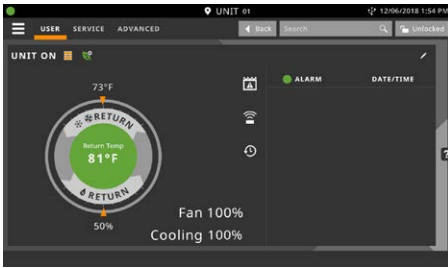 UNIT 01
12/06/2018 1:54 PM
USER SERVICE ADVANCED
Back
Search
Unlocked
UNIT ON
ALARM DATE/TIME
73°F
RETURN
Return Temp
81°F
RETURN
50%
Fan 100%
Cooling 100%
?